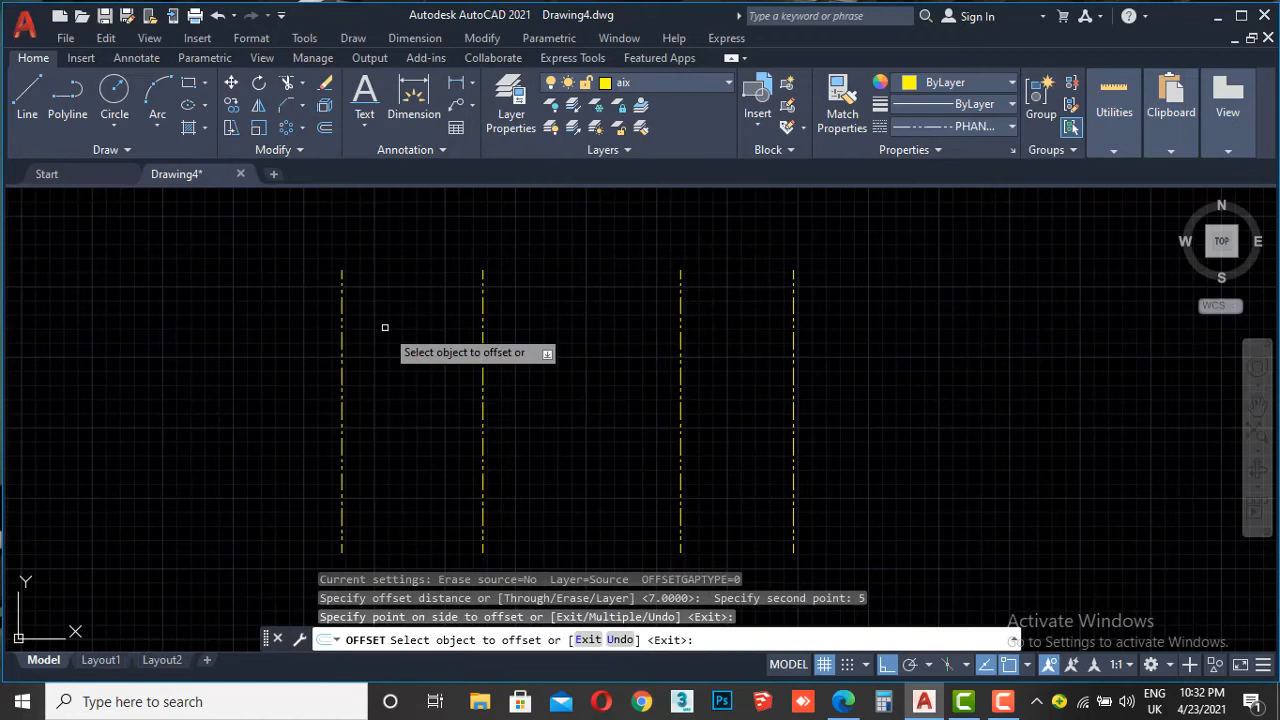 Autodesk AutoCAD 2021 Drawing4.dwg
Type a keyword or phrase
Sign In
File Edit View Insert Format Tools Draw Dimension Modify Parametric Window Help Express
Home Insert Annotate Parametric View Manage Output Add-ins Collaborate Express Tools Featured Apps
Line Polyline Circle Arc
Draw
Modify
Text Dimension
Annotation
Layer
Properties
aix
Layers
Insert
Block
Match
Properties
ByLayer
ByLayer
PHAN...
Properties
Group
Groups
Utilities
Clipboard
View
Start
Drawing4*
N
W TOP E
S
WCS
Select object to offset or
Y
X
Current settings: Erase source=No Layer=Source OFFSETGAPTYPE=0
Specify offset distance or [Through/Erase/Layer] <7.0000>: Specify second point: 5
Specify point on side to offset or [Exit/Multiple/Undo] <Exit>:
OFFSET Select object to offset or [Exit Undo] <Exit>:
Activate Windows
Go to Settings to activate Windows.
Model Layout1 Layout2 +
MODEL
1:1
Type here to search
3
Ps
A
C
C
ENG
UK
10:32 PM
4/23/2021